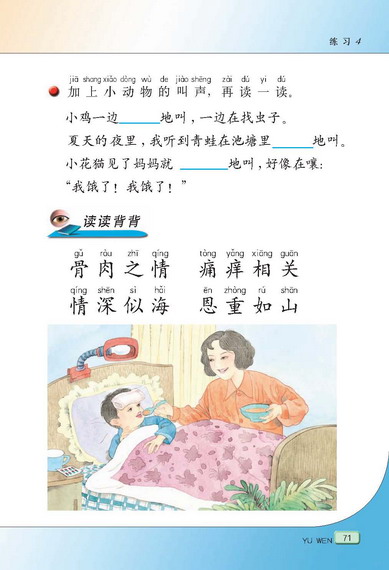 练习 4
jiā shang xiǎo dòng wù de jiào shēng zài dú yi dú
加上小动物的叫声，再读一读。
小鸡一边______地叫，一边在找虫子。
夏天的夜里，我听到青蛙在池塘里______地叫。
小花猫见了妈妈就______地叫，好像在嚷：
“我饿了！我饿了！”
读读背背
gǔ ròu zhī qíng tòng yǎng xiāng guān
骨肉之情 痛痒相关
qíng shēn sì hǎi ēn zhòng rú shān
情深似海 恩重如山
YU WEN 71